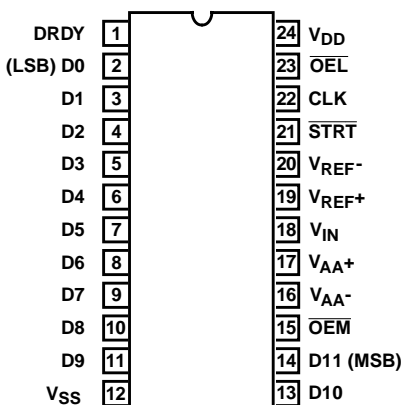 DRDY 1 24 VDD
(LSB) D0 2 23 OEL
D1 3 22 CLK
D2 4 21 STRT
D3 5 20 VREF-
D4 6 19 VREF+
D5 7 18 VIN
D6 8 17 VAA+
D7 9 16 VAA-
D8 10 15 OEM
D9 11 14 D11 (MSB)
VSS 12 13 D10